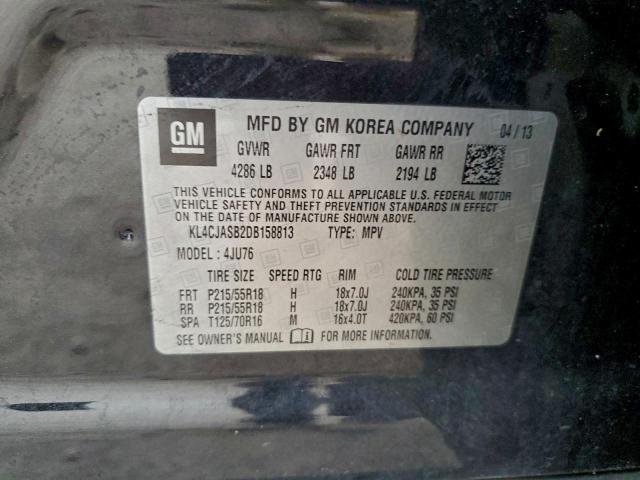 GM MFD BY GM KOREA COMPANY 04/13
GVWR GAWR FRT GAWR RR
4286 LB 2348 LB 2194 LB
THIS VEHICLE CONFORMS TO ALL APPLICABLE U.S. FEDERAL MOTOR
VEHICLE SAFETY AND THEFT PREVENTION STANDARDS IN EFFECT
ON THE DATE OF MANUFACTURE SHOWN ABOVE.
KL4CJASB2DB158813 TYPE: MPV
MODEL: 4JU76
TIRE SIZE SPEED RTG RIM COLD TIRE PRESSURE
FRT P215/55R18 H 18x7.0J 240KPA, 35 PSI
RR P215/55R18 H 18x7.0J 240KPA, 35 PSI
SPA T125/70R16 M 16x4.0T 420KPA, 60 PSI
SEE OWNER'S MANUAL FOR MORE INFORMATION.